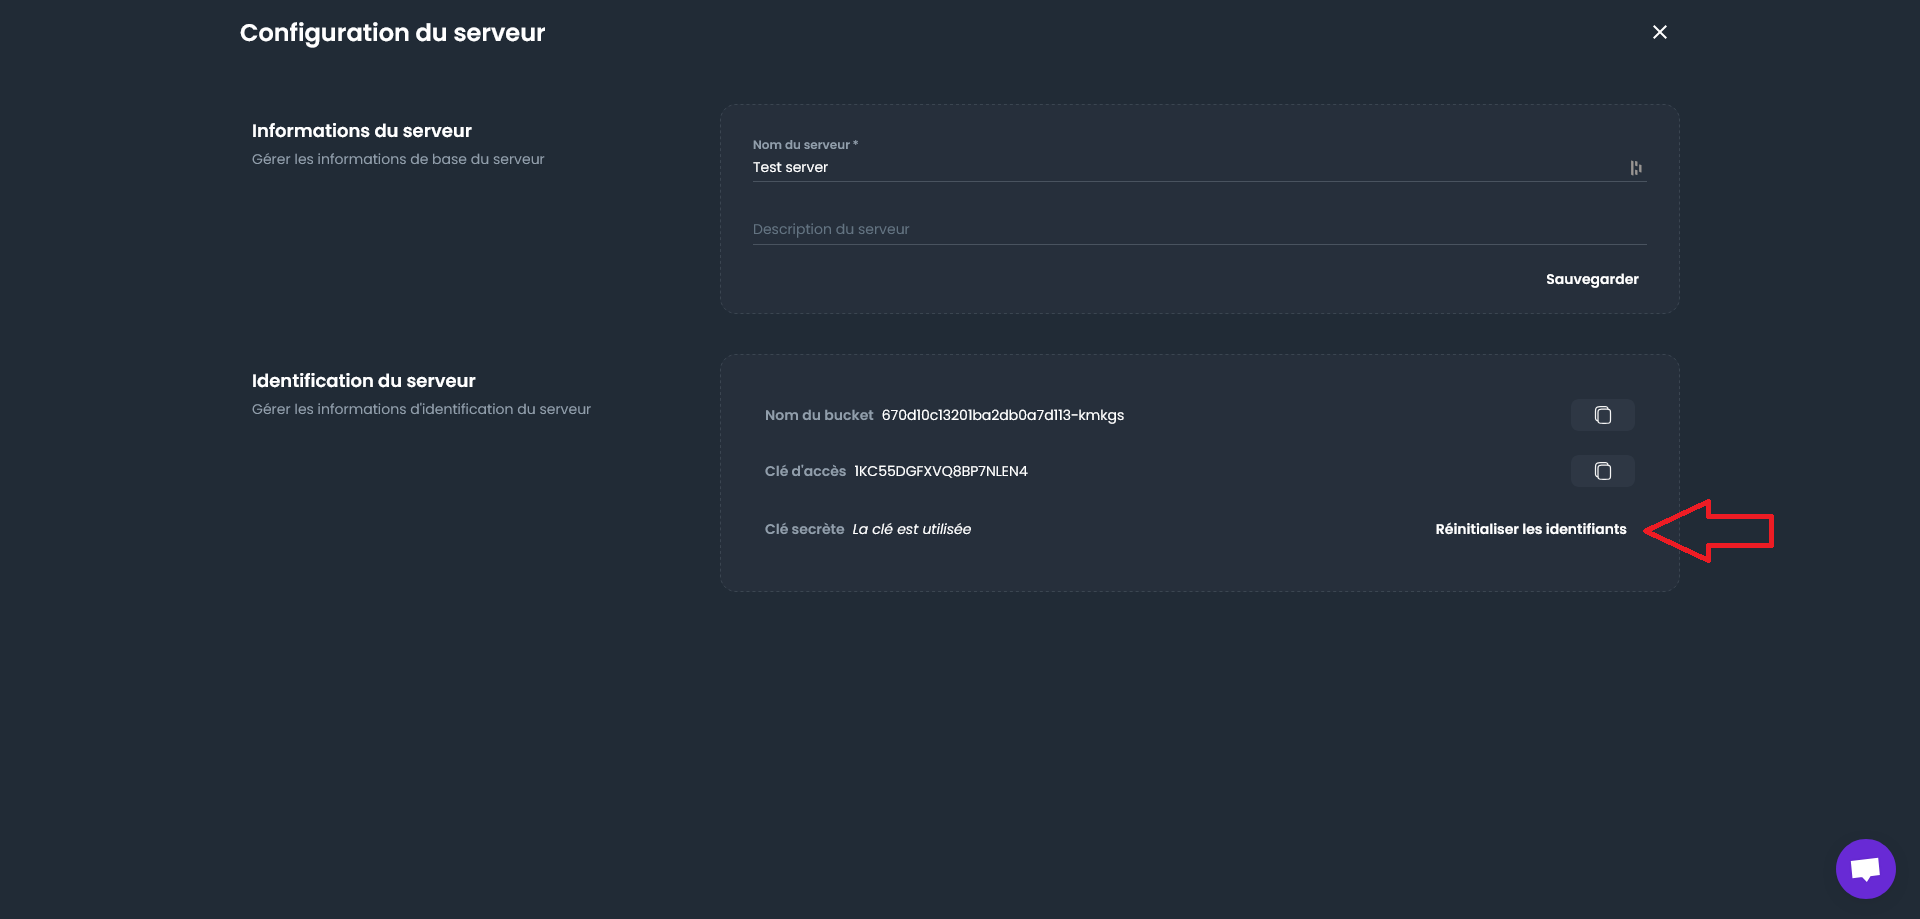 Configuration du serveur
Informations du serveur
Gérer les informations de base du serveur
Nom du serveur *
Test server
Description du serveur
Sauvegarder
Identification du serveur
Gérer les informations d'identification du serveur
Nom du bucket 670d10c13201ba2db0a7d113-kmkgs
Clé d'accès 1KC55DGFXVQ8BP7NLEN4
Clé secrète La clé est utilisée
Réinitialiser les identifiants